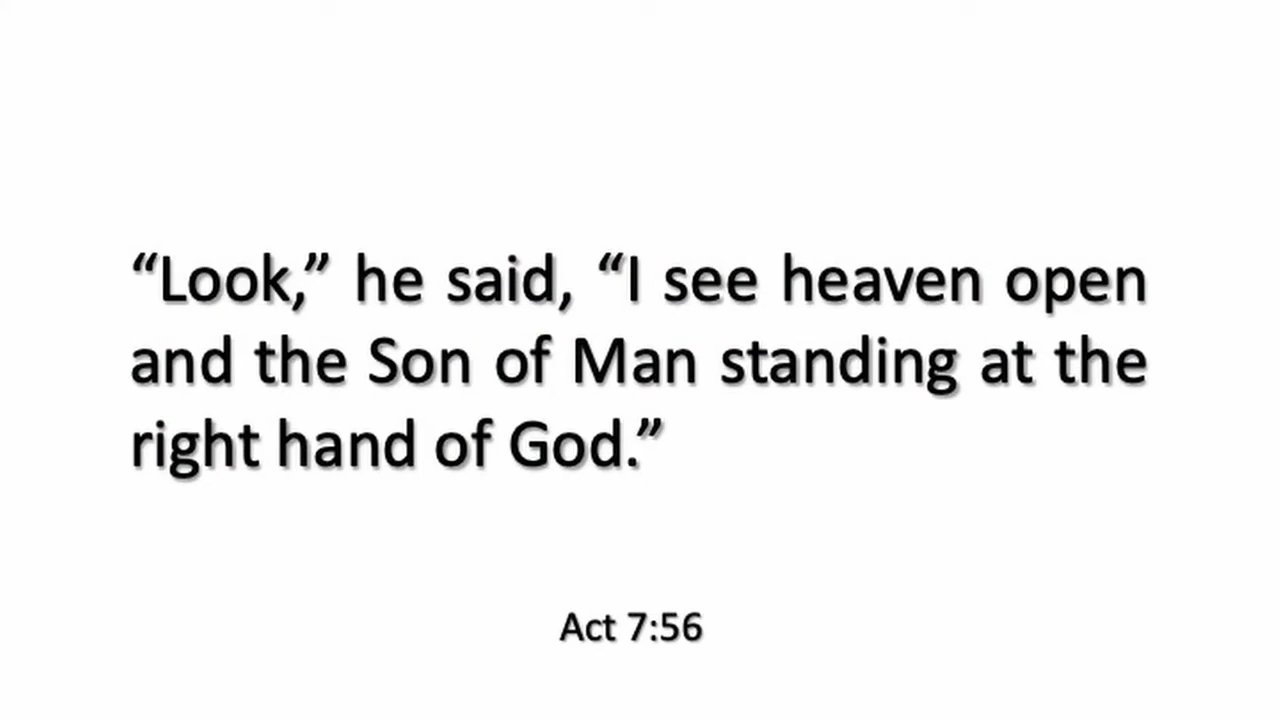 “Look,” he said, “I see heaven open
and the Son of Man standing at the
right hand of God.”
Act 7:56